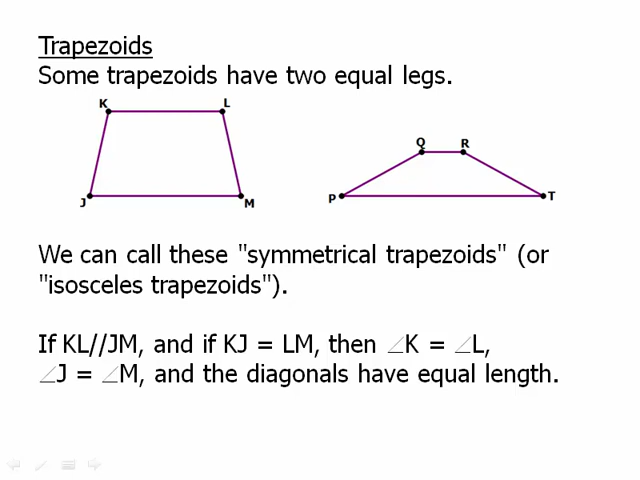 Trapezoids
Some trapezoids have two equal legs.
K L
Q R
J M
P T
We can call these "symmetrical trapezoids" (or
"isosceles trapezoids").
If KL//JM, and if KJ = LM, then ∠K = ∠L,
∠J = ∠M, and the diagonals have equal length.